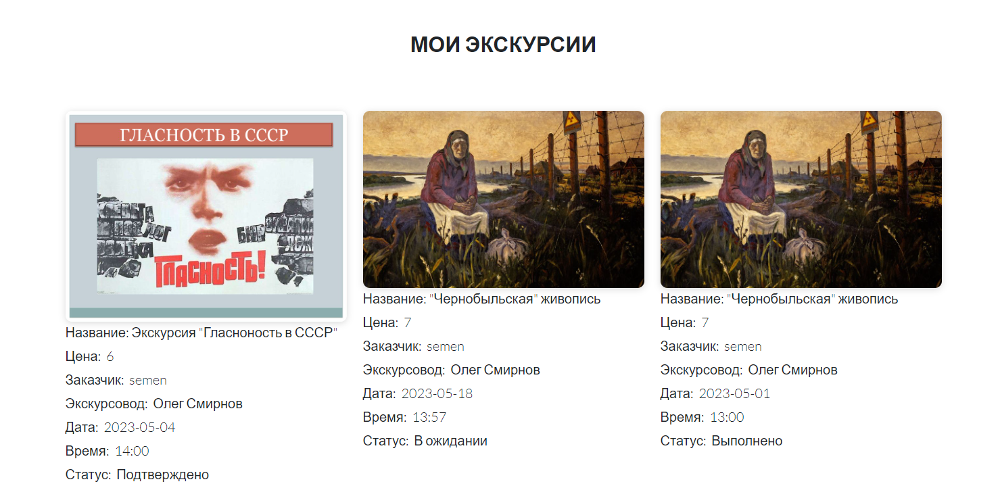 МОИ ЭКСКУРСИИ
ГЛАСНОСТЬ В СССР
ГЛАСНОСТЬ!
Название: Экскурсия "Гласноность в СССР"
Цена: 6
Заказчик: semen
Экскурсовод: Олег Смирнов
Дата: 2023-05-04
Время: 14:00
Статус: Подтверждено
Название: "Чернобыльская" живопись
Цена: 7
Заказчик: semen
Экскурсовод: Олег Смирнов
Дата: 2023-05-18
Время: 13:57
Статус: В ожидании
Название: "Чернобыльская" живопись
Цена: 7
Заказчик: semen
Экскурсовод: Олег Смирнов
Дата: 2023-05-01
Время: 13:00
Статус: Выполнено